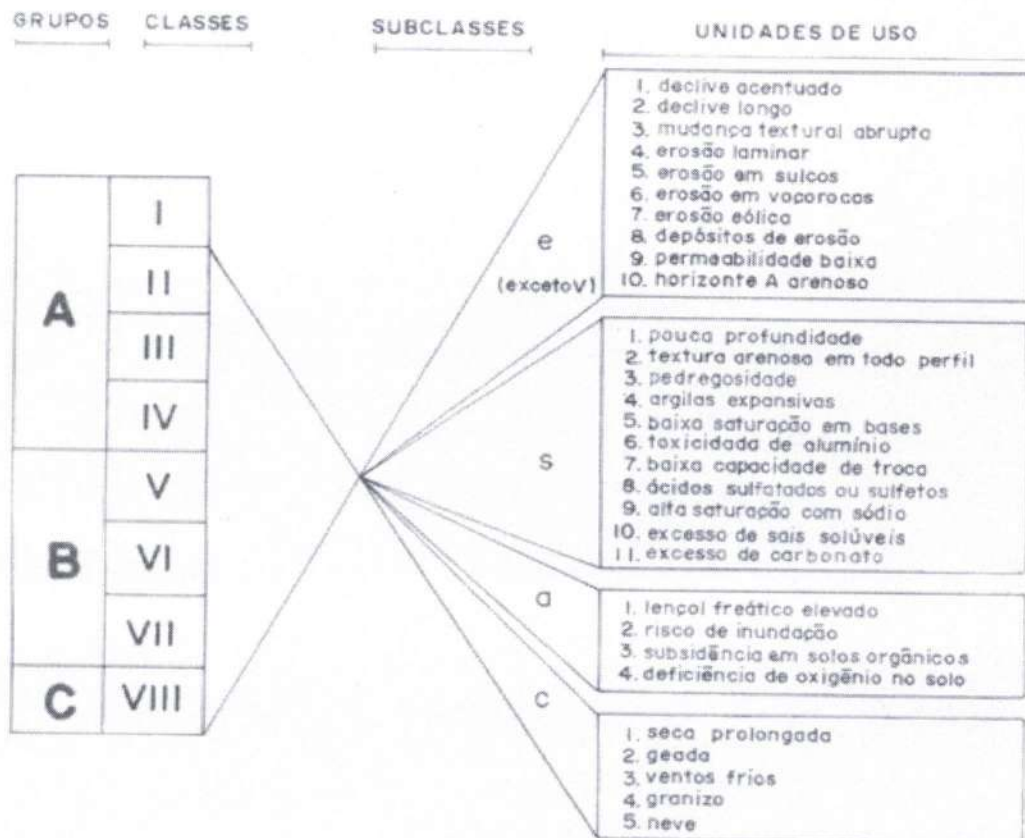 GRUPOS CLASSES SUBCLASSES UNIDADES DE USO
A
I
II
III
IV
B
V
VI
VII
C
VIII
e
(exceto V)
1. declive acentuado
2. declive longo
3. mudança textural abrupta
4. erosão laminar
5. erosão em sulcos
6. erosão em voçorocas
7. erosão eólica
8. depósitos de erosão
9. permeabilidade baixa
10. horizonte A arenoso
s
1. pouca profundidade
2. textura arenosa em todo perfil
3. pedregosidade
4. argilas expansivas
5. baixa saturação em bases
6. toxicidada de alumínio
7. baixa capacidade de troca
8. ácidos sulfatados ou sulfetos
9. alta saturação com sódio
10. excesso de sais solúveis
11. excesso de carbonato
a
1. lençol freático elevado
2. risco de inundação
3. subsidência em solos orgânicos
4. deficiência de oxigênio no solo
c
1. seca prolongada
2. geada
3. ventos frios
4. granizo
5. neve